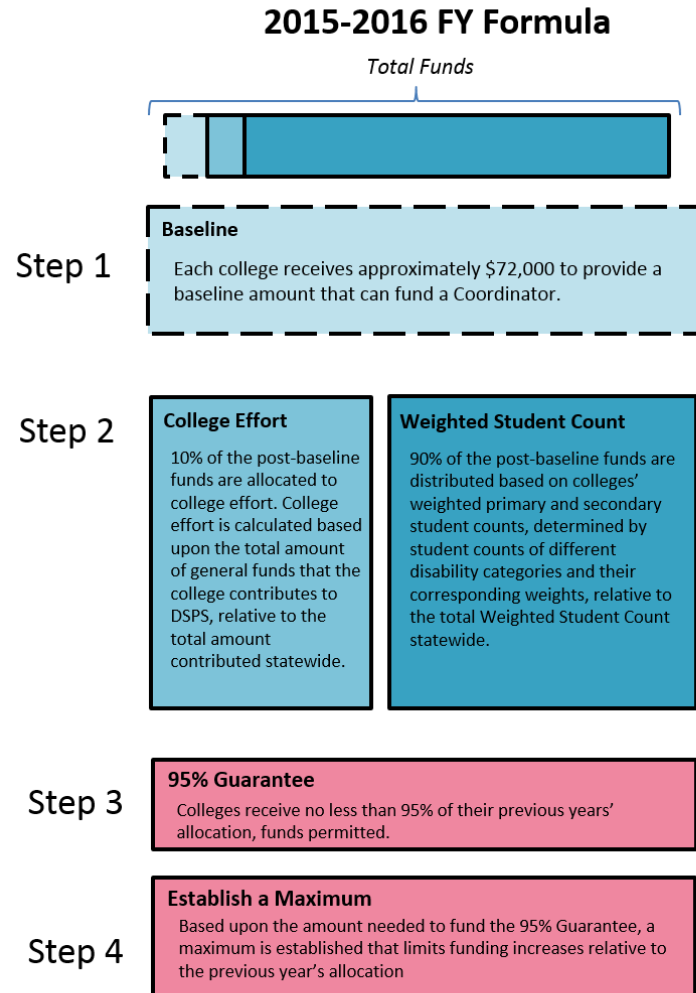 2015-2016 FY Formula
Total Funds
Step 1
Baseline
Each college receives approximately $72,000 to provide a
baseline amount that can fund a Coordinator.
Step 2
College Effort
10% of the post-baseline
funds are allocated to
college effort. College
effort is calculated based
upon the total amount
of general funds that the
college contributes to
DSPS, relative to the
total amount
contributed statewide.
Weighted Student Count
90% of the post-baseline funds are
distributed based on colleges'
weighted primary and secondary
student counts, determined by
student counts of different
disability categories and their
corresponding weights, relative to
the total Weighted Student Count
statewide.
Step 3
95% Guarantee
Colleges receive no less than 95% of their previous years'
allocation, funds permitted.
Step 4
Establish a Maximum
Based upon the amount needed to fund the 95% Guarantee, a
maximum is established that limits funding increases relative to
the previous year's allocation